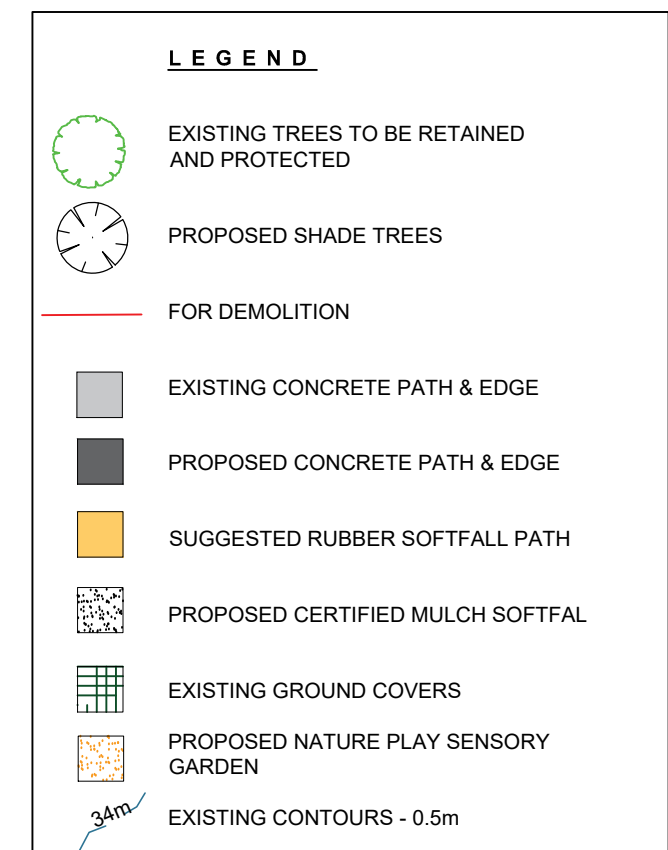 LEGEND
EXISTING TREES TO BE RETAINED
AND PROTECTED
PROPOSED SHADE TREES
FOR DEMOLITION
EXISTING CONCRETE PATH & EDGE
PROPOSED CONCRETE PATH & EDGE
SUGGESTED RUBBER SOFTFALL PATH
PROPOSED CERTIFIED MULCH SOFTFAL
EXISTING GROUND COVERS
PROPOSED NATURE PLAY SENSORY
GARDEN
34m
EXISTING CONTOURS - 0.5m